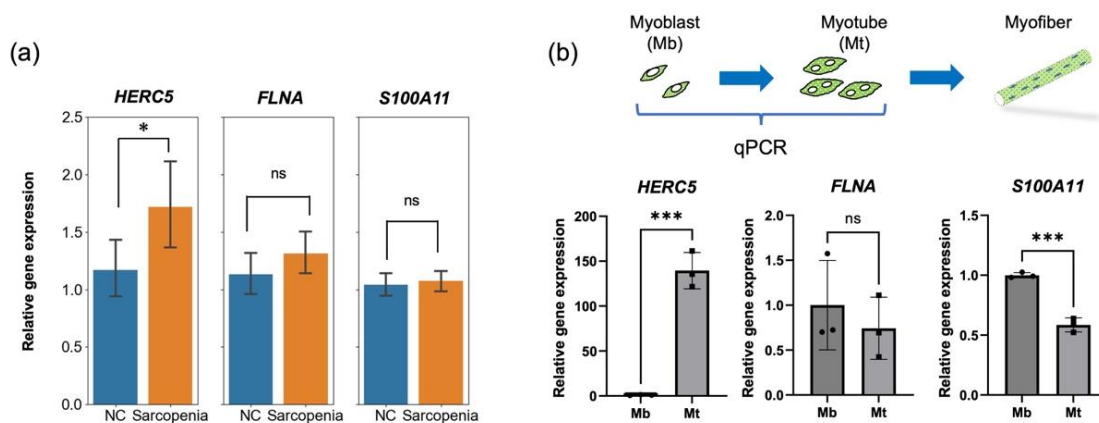 (a)
HERC5
FLNA
S100A11
Relative gene expression
2.5
2.0
1.5
1.0
0.5
0.0
*
ns
ns
NC Sarcopenia
NC Sarcopenia
NC Sarcopenia
(b)
Myoblast
(Mb)
Myotube
(Mt)
Myofiber
qPCR
HERC5
Relative gene expression
200
150
100
50
0
***
Mb Mt
FLNA
Relative gene expression
2.0
1.5
1.0
0.5
0.0
ns
Mb Mt
S100A11
Relative gene expression
1.5
1.0
0.5
0.0
***
Mb Mt